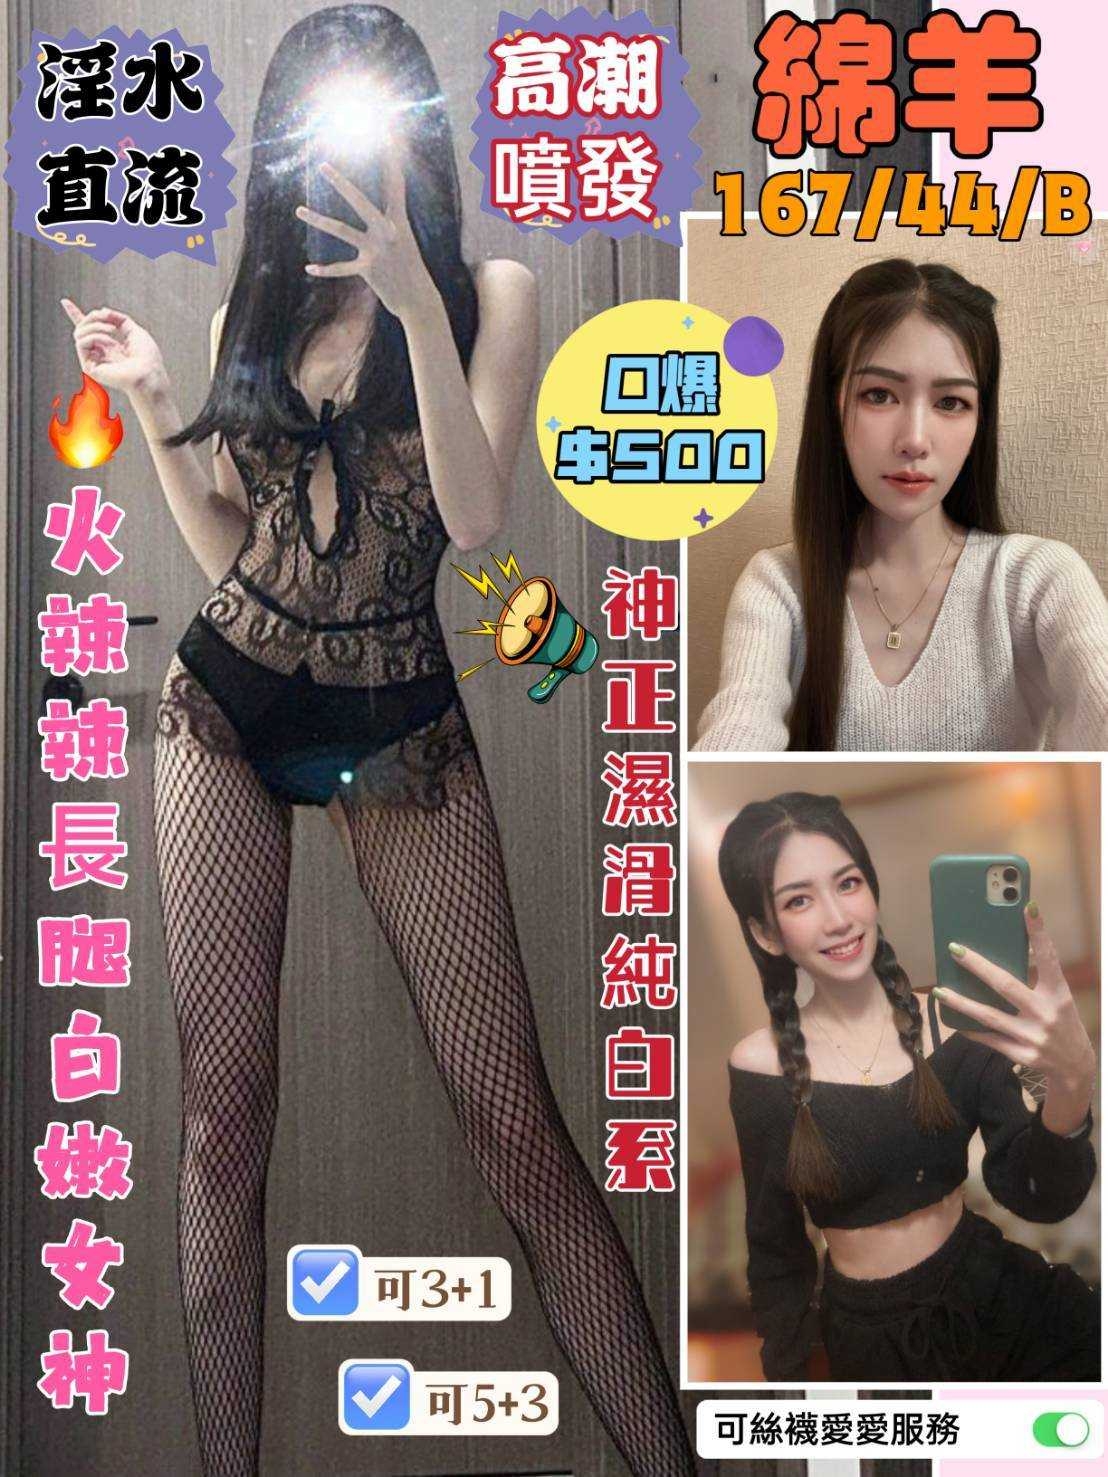 淫水
直流
高潮
噴發
綿羊
167/44/B
口爆
$500
火辣辣長腿白嫩女神
神正濕滑純白系
可3+1
可5+3
可絲襪愛愛服務